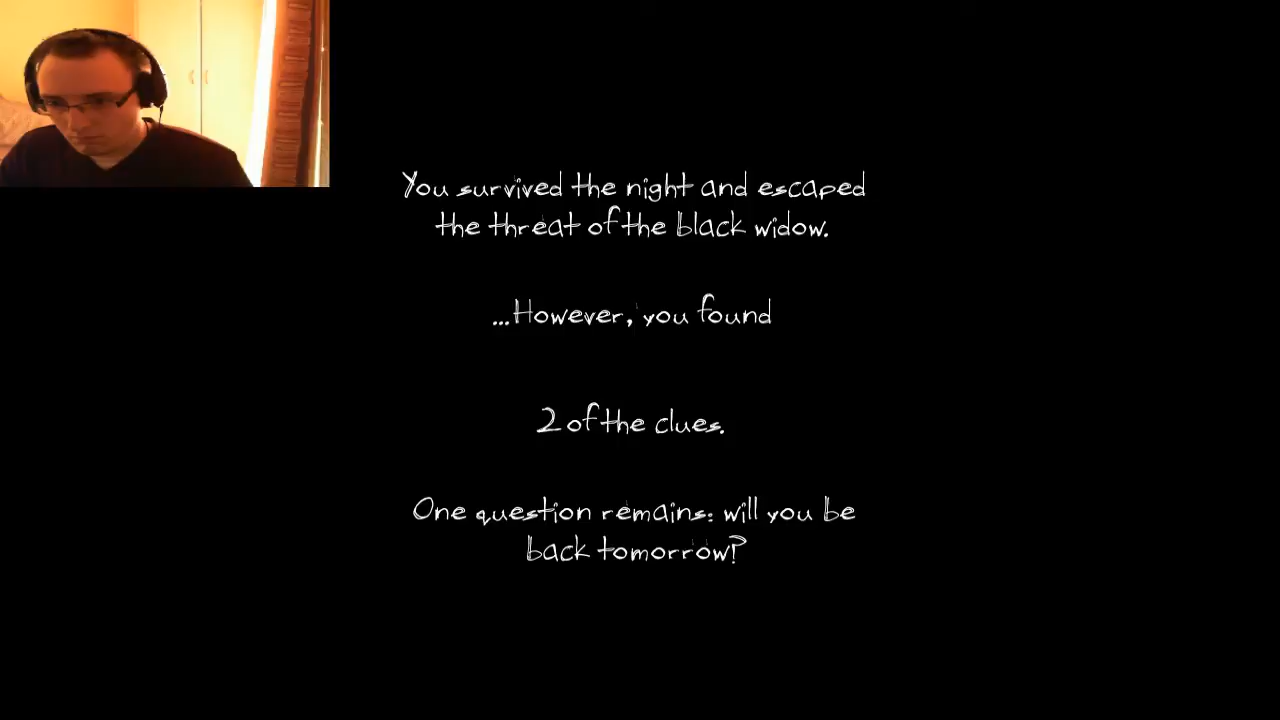 You survived the night and escaped
the threat of the black widow.
...However, you found
2 of the clues.
One question remains: will you be
back tomorrow?